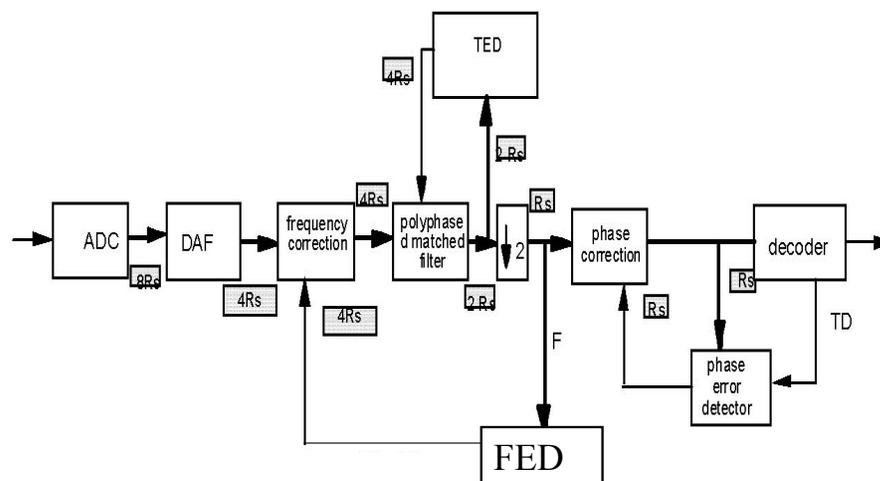 TED
4Rs
2 Rs
4Rs
Rs
ADC
DAF
frequency
correction
polyphase
d matched
filter
2
phase
correction
decoder
8Rs
4Rs
4Rs
2 Rs
Rs
Rs
F
TD
phase
error
detector
FED